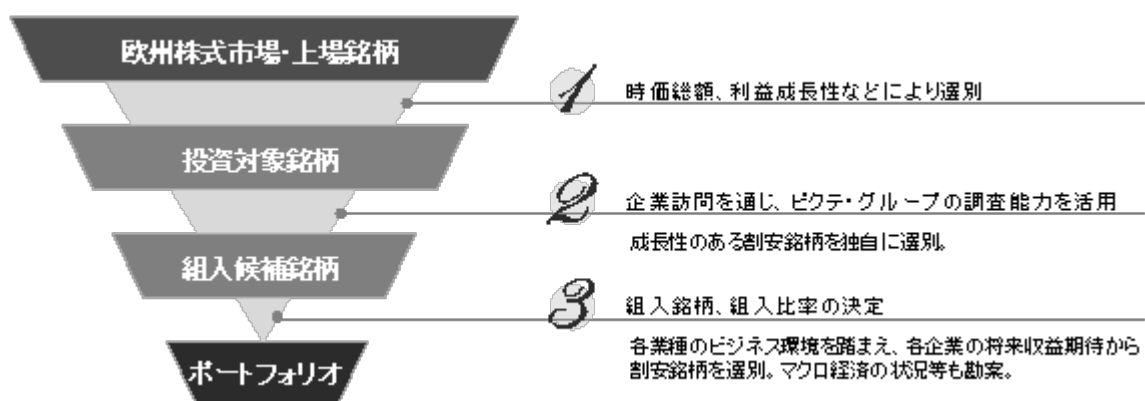 欧州株式市場・上場銘柄
1 時価総額、利益成長性などにより選別
投資対象銘柄
2 企業訪問を通じ、ピクテ・グループの調査能力を活用
成長性のある割安銘柄を独自に選別。
組入候補銘柄
3 組入銘柄、組入比率の決定
各業種のビジネス環境を踏まえ、各企業の将来収益期待から
割安銘柄を選別。マクロ経済の状況等も勘案。
ポートフォリオ